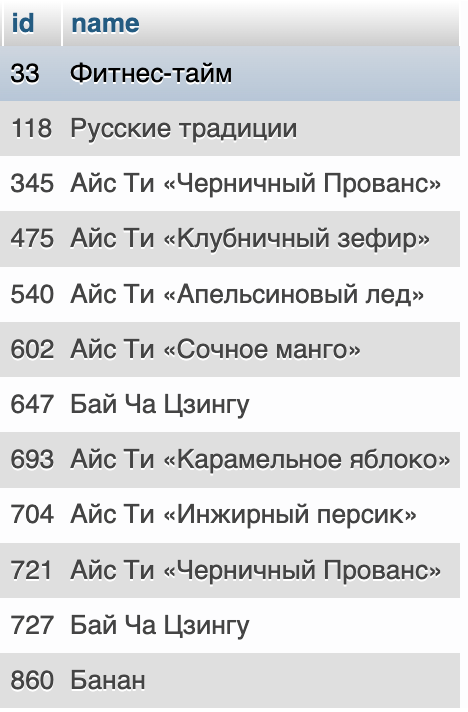 id name
33 Фитнес-тайм
118 Русские традиции
345 Айс Ти «Черничный Прованс»
475 Айс Ти «Клубничный зефир»
540 Айс Ти «Апельсиновый лед»
602 Айс Ти «Сочное манго»
647 Бай Ча Цзингу
693 Айс Ти «Карамельное яблоко»
704 Айс Ти «Инжирный персик»
721 Айс Ти «Черничный Прованс»
727 Бай Ча Цзингу
860 Банан